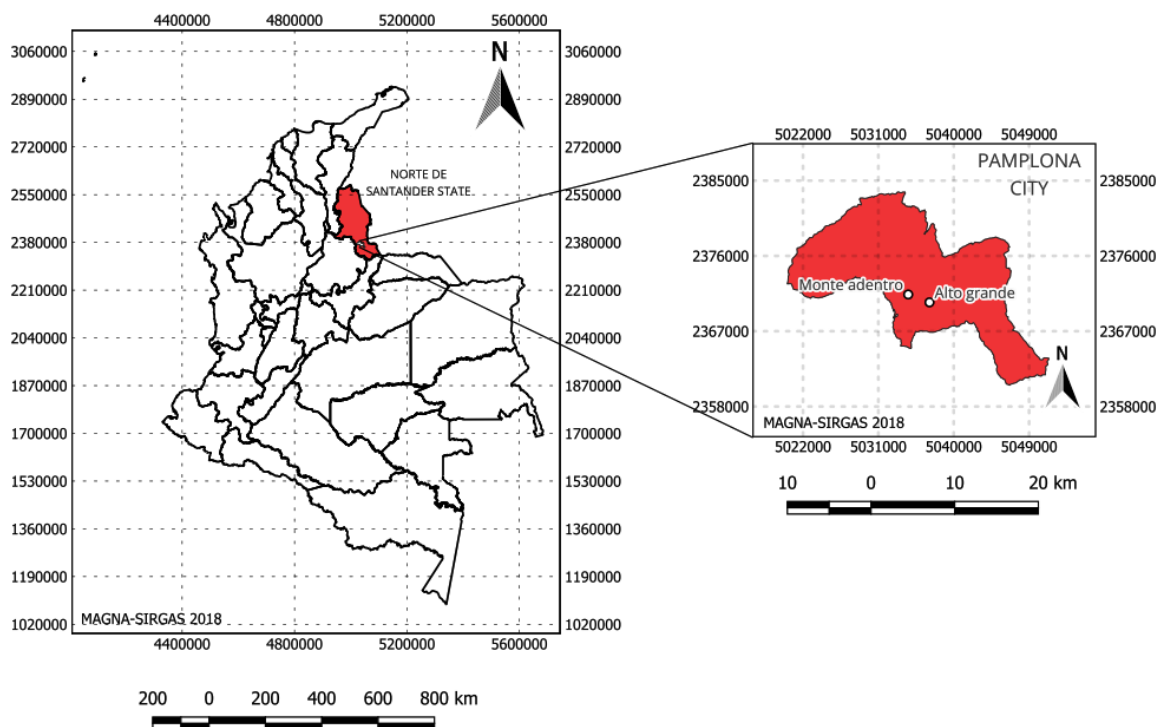 4400000 4800000 5200000 5600000
3060000 3060000
N
2890000 2890000
2720000 2720000
NORTE DE
SANTANDER STATE
2550000 2550000
2380000 2380000
2210000 2210000
2040000 2040000
1870000 1870000
1700000 1700000
1530000 1530000
1360000 1360000
1190000 1190000
MAGNA-SIRGAS 2018
1020000 1020000
4400000 4800000 5200000 5600000
200 0 200 400 600 800 km
5022000 5031000 5040000 5049000
PAMPLONA
CITY
2385000 2385000
2376000 2376000
Monte adentro
Alto grande
2367000 2367000
N
2358000 2358000
MAGNA-SIRGAS 2018
5022000 5031000 5040000 5049000
10 0 10 20 km